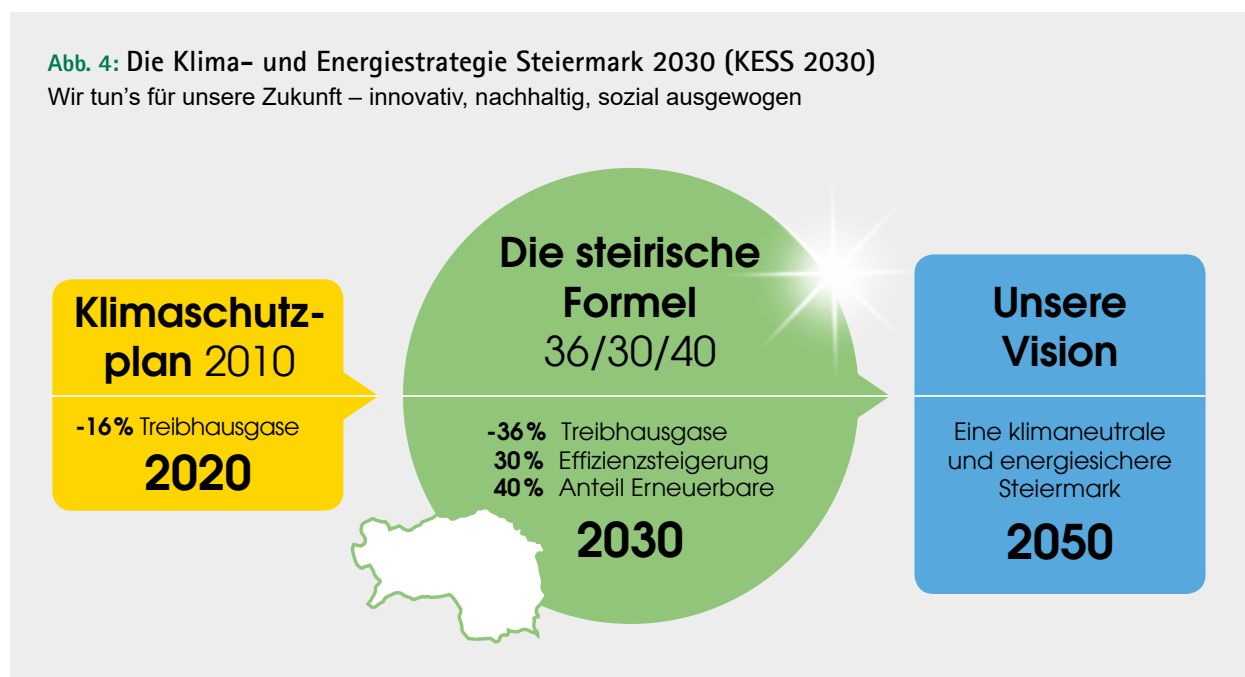 Abb. 4: Die Klima- und Energiestrategie Steiermark 2030 (KESS 2030)
Wir tun's für unsere Zukunft – innovativ, nachhaltig, sozial ausgewogen
Klimaschutz-
plan 2010
-16% Treibhausgase
2020
Die steirische
Formel
36/30/40
-36% Treibhausgase
30% Effizienzsteigerung
40% Anteil Erneuerbare
2030
Unsere
Vision
Eine klimaneutrale
und energiesichere
Steiermark
2050